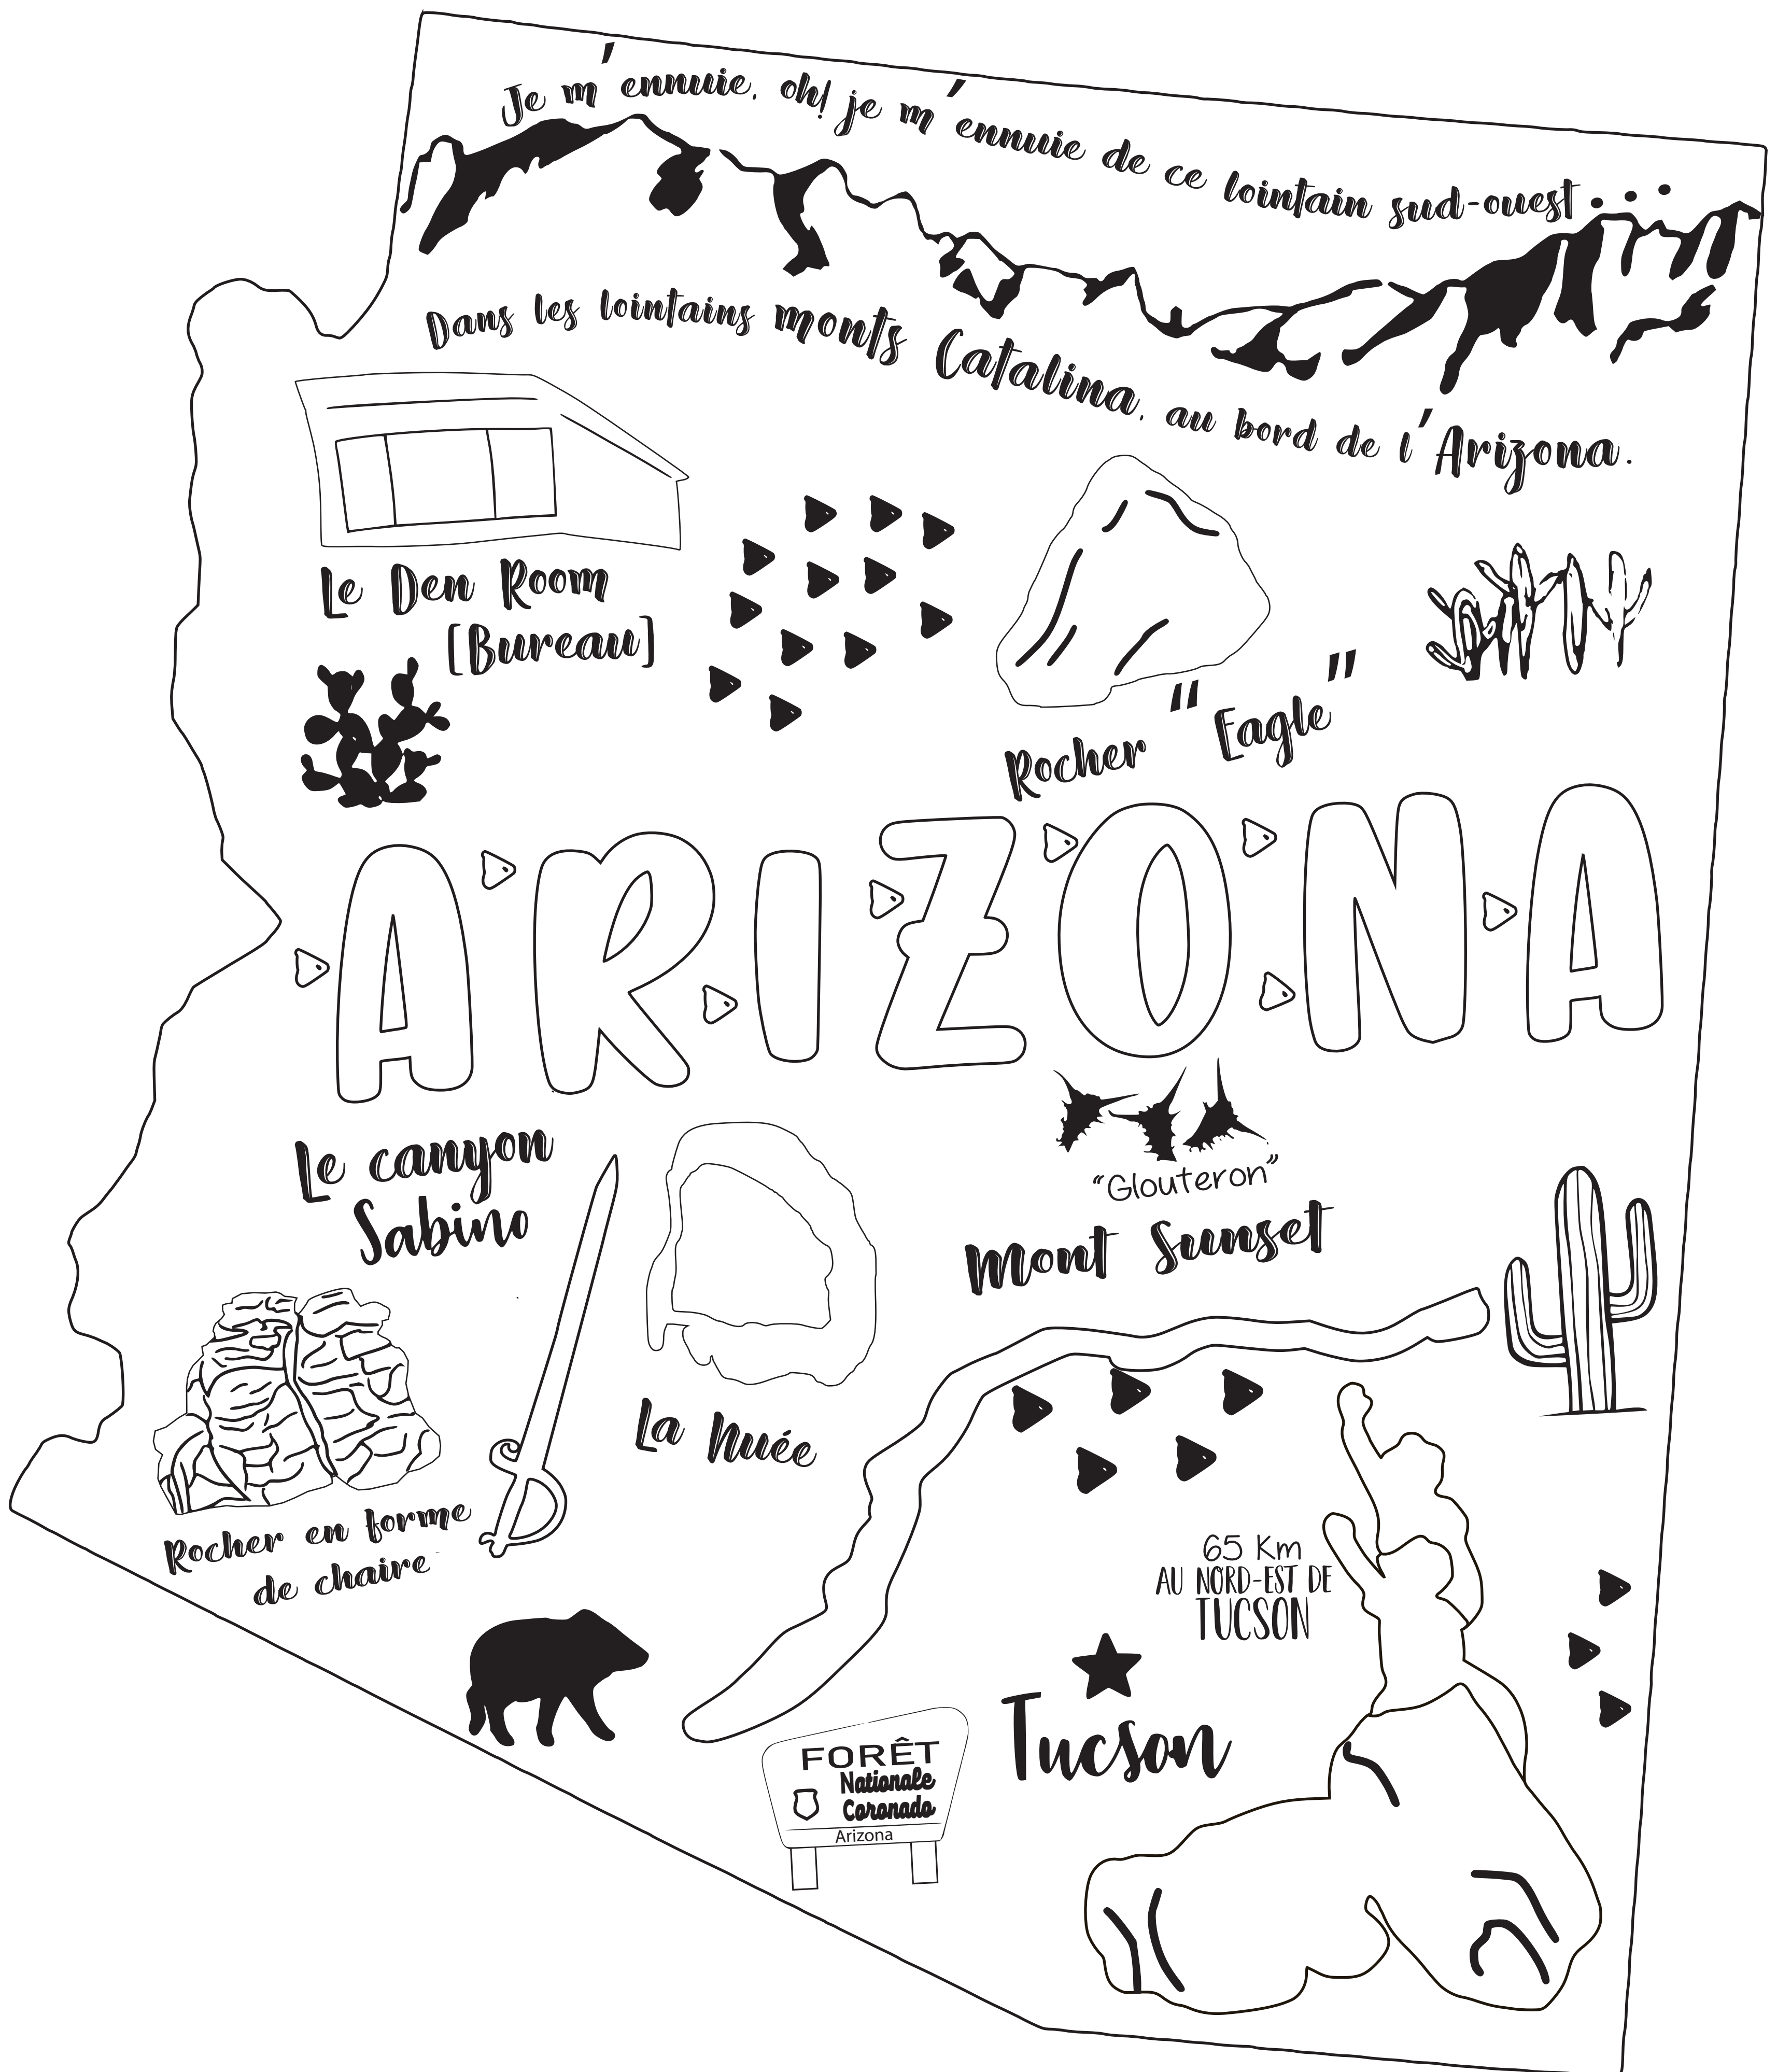 Je m'ennuie, oh! je m'ennuie de ce lointain sud-ouest...
Dans les lointains monts Catalina, au bord de l'Arizona.
Le Den Room
[Bureau]
Rocher "Eagle"
ARIZONA
Le canyon
Sabino
"Glouteron"
Mont Sunset
La Nuée
Rocher en forme
de chaire
65 Km
AU NORD-EST DE
TUCSON
Tucson
FORÊT
Nationale
Coronado
Arizona